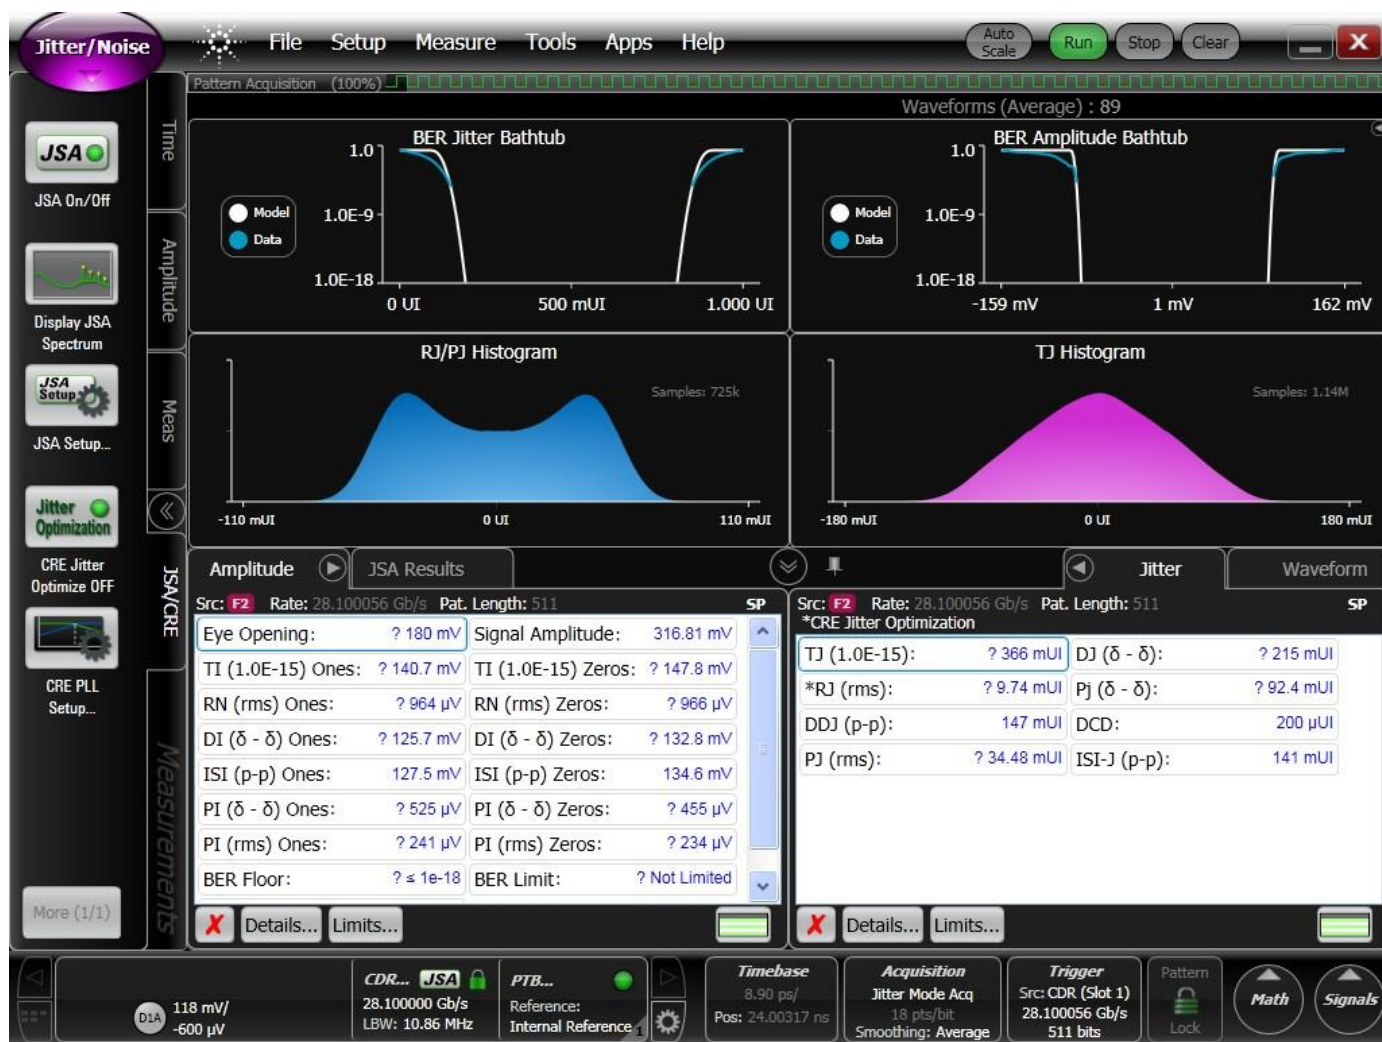 Jitter/Noise
File Setup Measure Tools Apps Help
Auto Scale Run Stop Clear
Pattern Acquisition (100%)
Waveforms (Average) : 89
JSA
JSA On/Off
Display JSA
Spectrum
JSA
Setup
JSA Setup...
Jitter
Optimization
CRE Jitter
Optimize OFF
CRE PLL
Setup...
More (1/1)
Time
Amplitude
Meas
JSA/CRE
Measurements
BER Jitter Bathtub
1.0
1.0E-9
1.0E-18
Model
Data
0 UI 500 mUI 1.000 UI
BER Amplitude Bathtub
1.0
1.0E-9
1.0E-18
Model
Data
-159 mV 1 mV 162 mV
RJ/PJ Histogram
Samples: 725k
-110 mUI 0 UI 110 mUI
TJ Histogram
Samples: 1.14M
-180 mUI 0 UI 180 mUI
Amplitude JSA Results
Src: F2 Rate: 28.100056 Gb/s Pat. Length: 511 SP
Eye Opening: ? 180 mV Signal Amplitude: 316.81 mV
TI (1.0E-15) Ones: ? 140.7 mV TI (1.0E-15) Zeros: ? 147.8 mV
RN (rms) Ones: ? 964 µV RN (rms) Zeros: ? 966 µV
DI (δ - δ) Ones: ? 125.7 mV DI (δ - δ) Zeros: ? 132.8 mV
ISI (p-p) Ones: 127.5 mV ISI (p-p) Zeros: 134.6 mV
PI (δ - δ) Ones: ? 525 µV PI (δ - δ) Zeros: ? 455 µV
PI (rms) Ones: ? 241 µV PI (rms) Zeros: ? 234 µV
BER Floor: ? ≤ 1e-18 BER Limit: ? Not Limited
Details... Limits...
Jitter Waveform
Src: F2 Rate: 28.100056 Gb/s Pat. Length: 511 SP
*CRE Jitter Optimization
TJ (1.0E-15): ? 366 mUI DJ (δ - δ): ? 215 mUI
*RJ (rms): ? 9.74 mUI Pj (δ - δ): ? 92.4 mUI
DDJ (p-p): 147 mUI DCD: 200 µUI
PJ (rms): ? 34.48 mUI ISI-J (p-p): 141 mUI
Details... Limits...
D1A
118 mV/
-600 µV
CDR... JSA
28.100000 Gb/s
LBW: 10.86 MHz
PTB...
Reference:
Internal Reference
1
Timebase
8.90 ps/
Pos: 24.00317 ns
Acquisition
Jitter Mode Acq
18 pts/bit
Smoothing: Average
Trigger
Src: CDR (Slot 1)
28.100056 Gb/s
511 bits
Pattern
Lock
Math
Signals